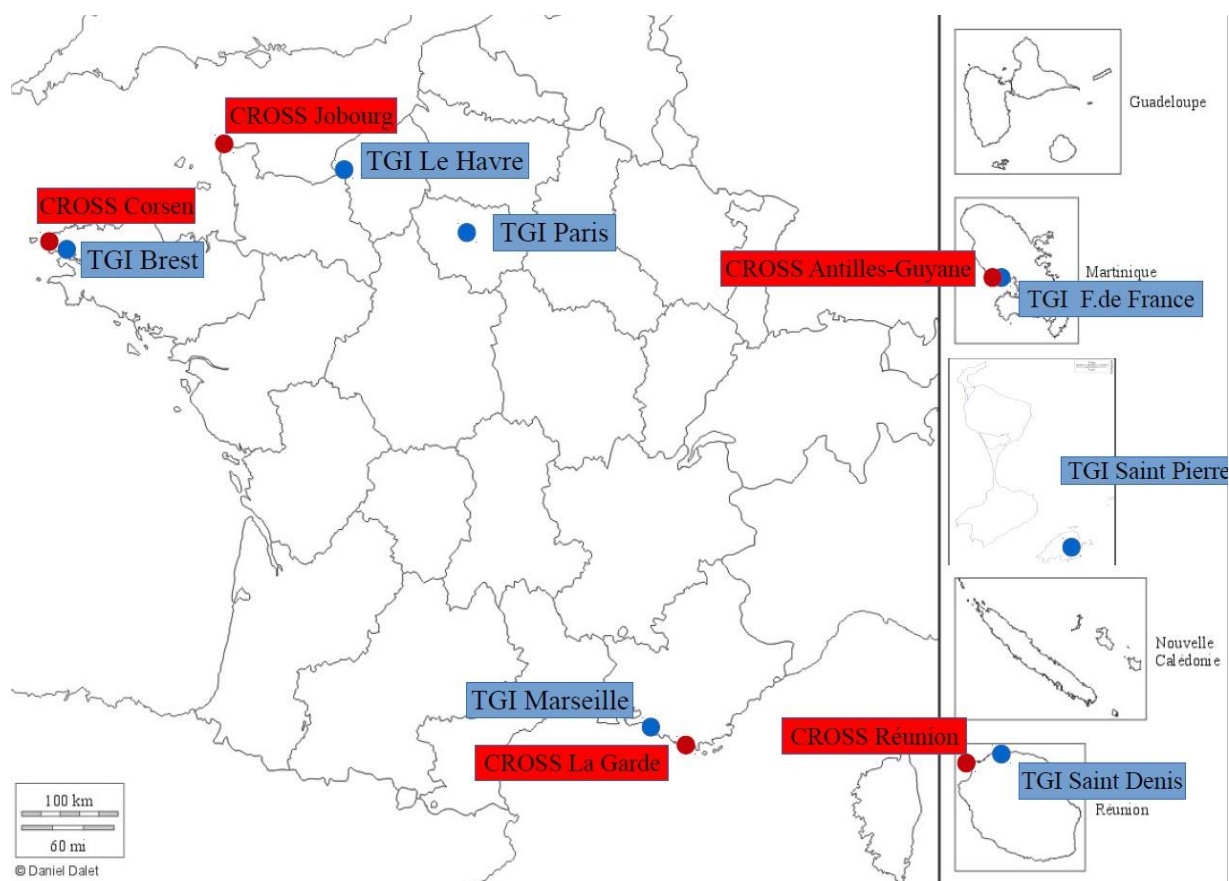 CROSS Jobourg
TGI Le Havre
CROSS Corsen
TGI Brest
TGI Paris
TGI Marseille
CROSS La Garde
100 km
60 mi
© Daniel Dalet
Guadeloupe
CROSS Antilles-Guyane
Martinique
TGI F.de France
TGI Saint Pierre
Nouvelle
Calédonie
CROSS Réunion
TGI Saint Denis
Réunion